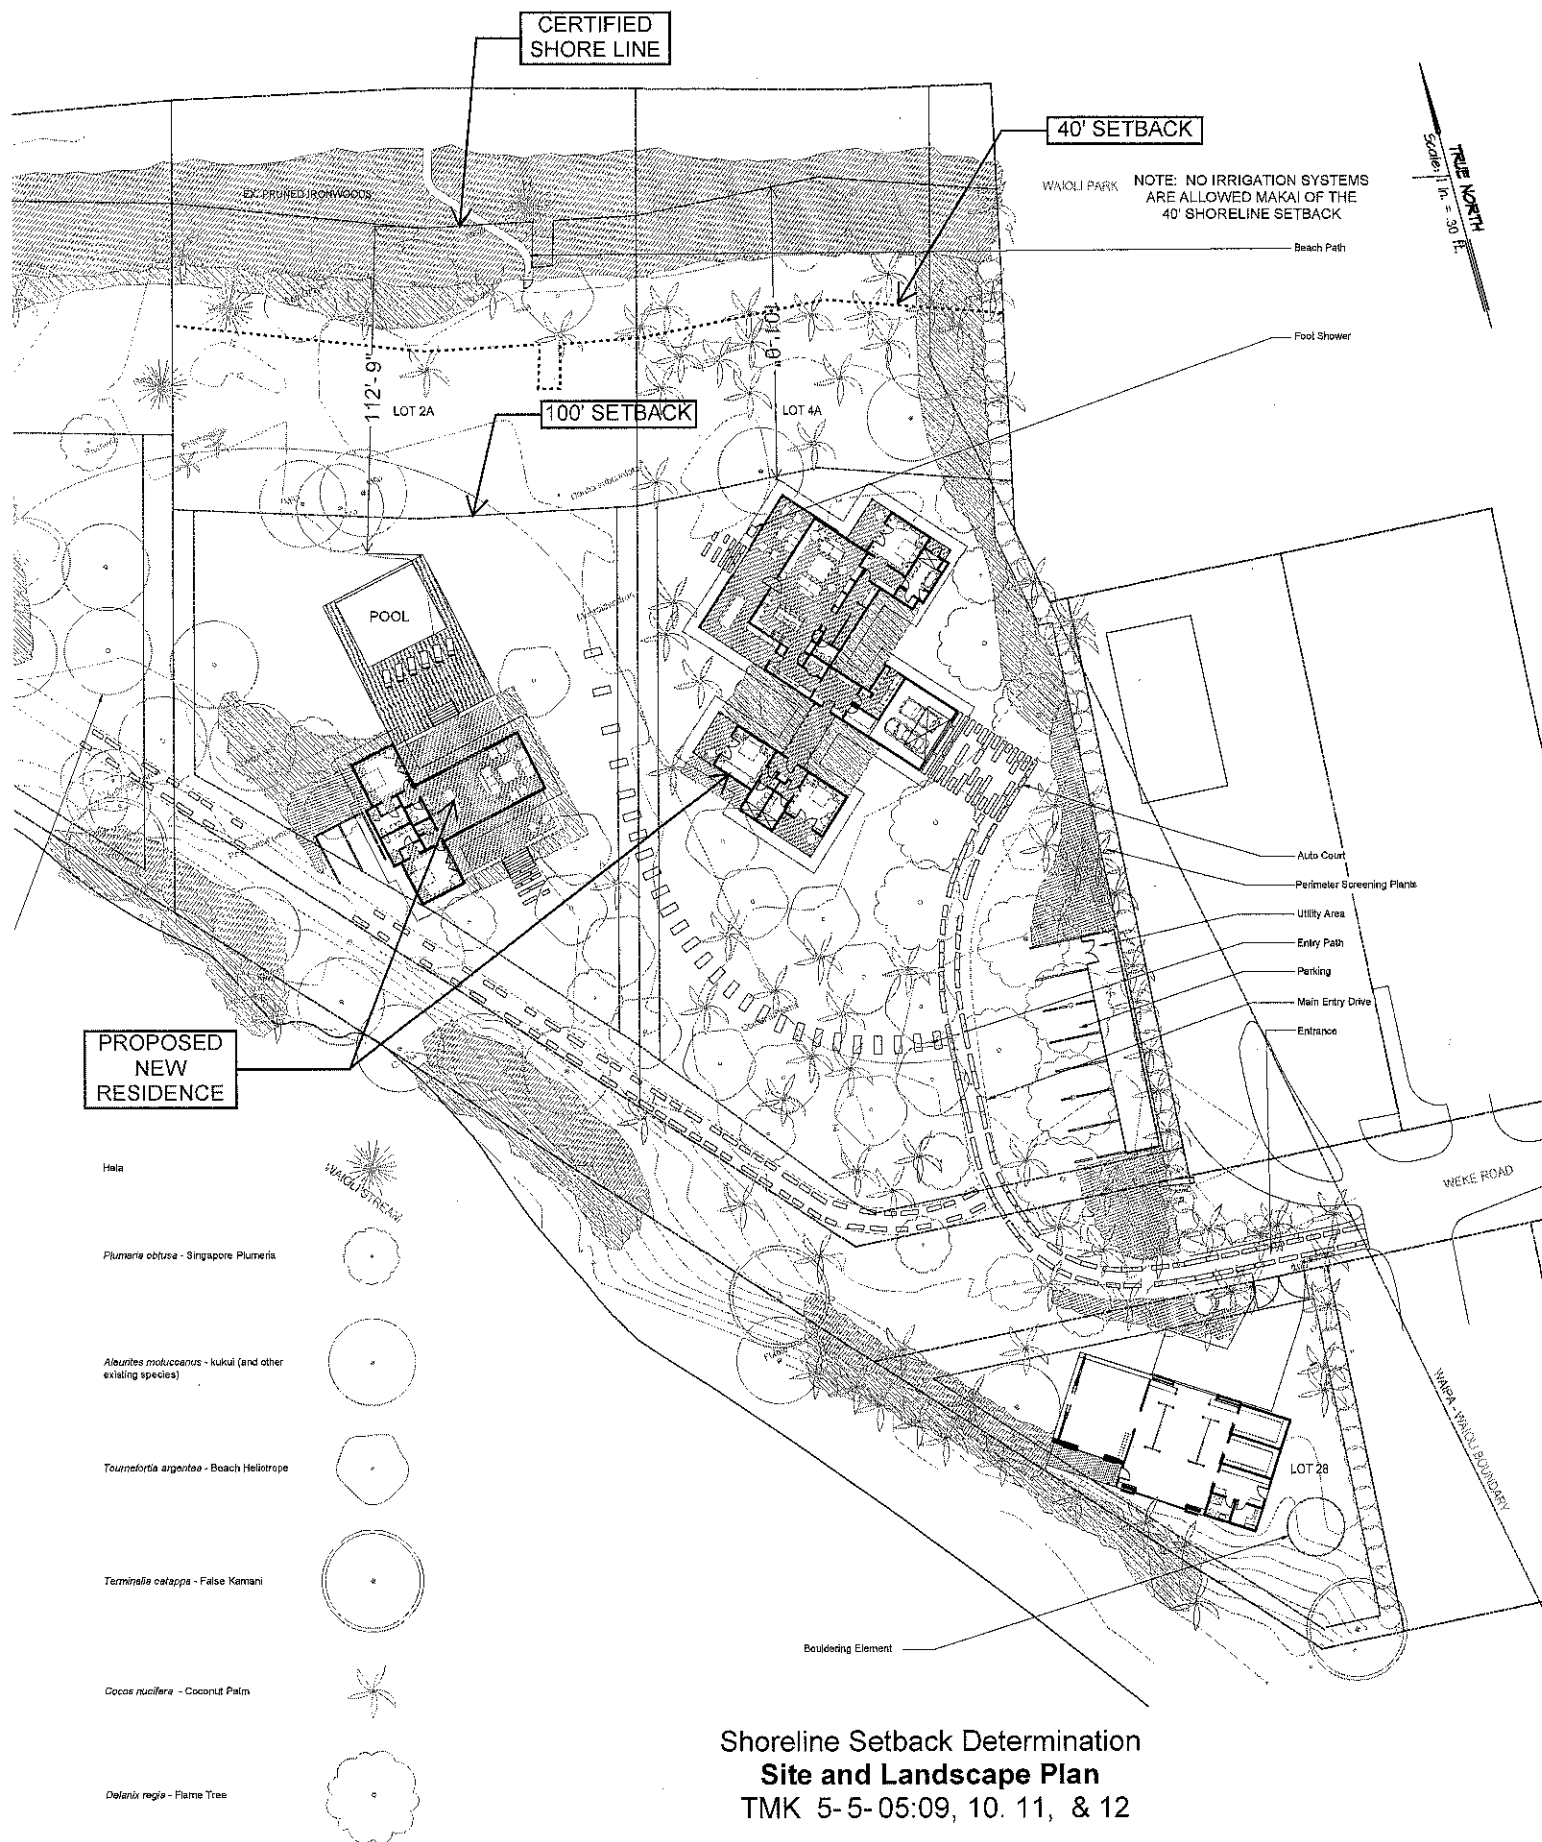 CERTIFIED
SHORE LINE
40' SETBACK
TRUE NORTH
Scale: 1 in. = 30 ft.
WAIOLI PARK
NOTE: NO IRRIGATION SYSTEMS
ARE ALLOWED MAKAI OF THE
40' SHORELINE SETBACK
EX. PRUNED IRONWOODS
Beach Path
Foot Shower
112'-9"
101'-0"
LOT 2A
100' SETBACK
LOT 4A
POOL
Auto Court
Perimeter Screening Plants
Utility Area
Entry Path
Parking
Main Entry Drive
Entrance
PROPOSED
NEW
RESIDENCE
WEKE ROAD
Hala
WAIOLI STREAM
Plumeria obtusa - Singapore Plumeria
Aleurites moluccanus - kukui (and other
existing species)
Tournefortia argentea - Beach Heliotrope
Terminalia catappa - False Kamani
Cocos nucifera - Coconut Palm
Delonix regia - Flame Tree
WAIPA - WAIOLI BOUNDARY
LOT 28
Bouldering Element
Shoreline Setback Determination
Site and Landscape Plan
TMK 5-5-05:09, 10. 11, & 12